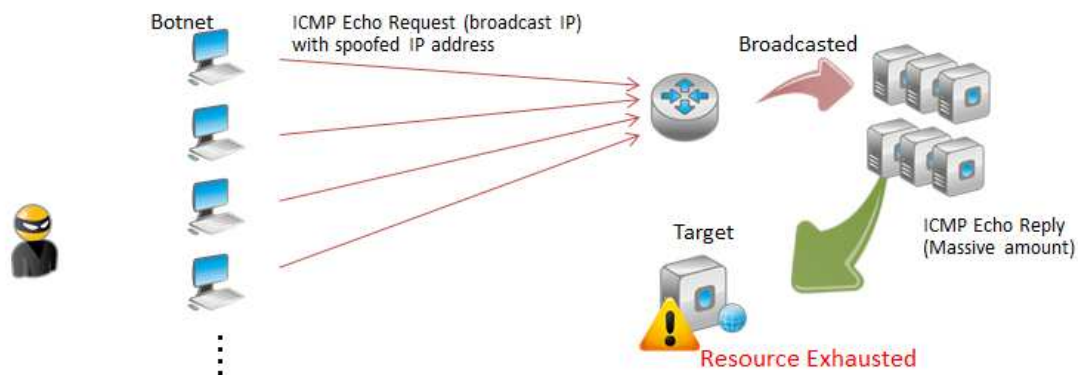 Botnet
ICMP Echo Request (broadcast IP)
with spoofed IP address
Broadcasted
ICMP Echo Reply
(Massive amount)
Target
Resource Exhausted